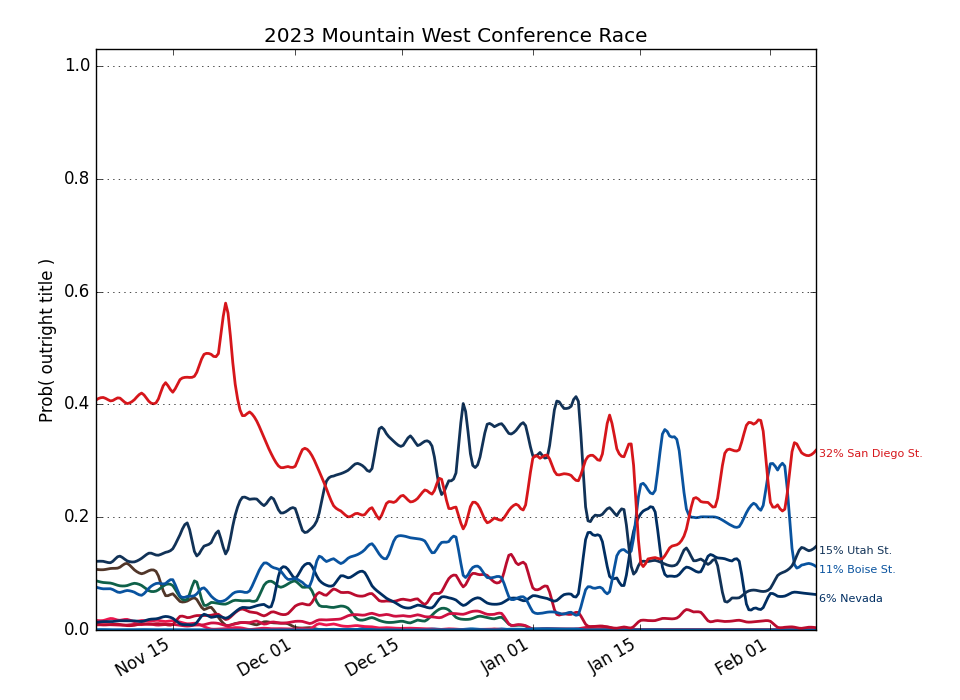 2023 Mountain West Conference Race
Prob( outright title )
1.0
0.8
0.6
0.4
0.2
0.0
32% San Diego St.
15% Utah St.
11% Boise St.
6% Nevada
Nov 15
Dec 01
Dec 15
Jan 01
Jan 15
Feb 01